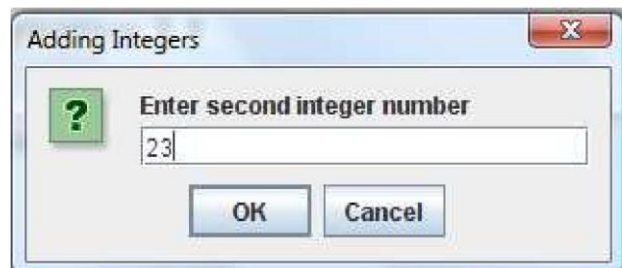 Adding Integers
?
Enter second integer number
23
OK Cancel